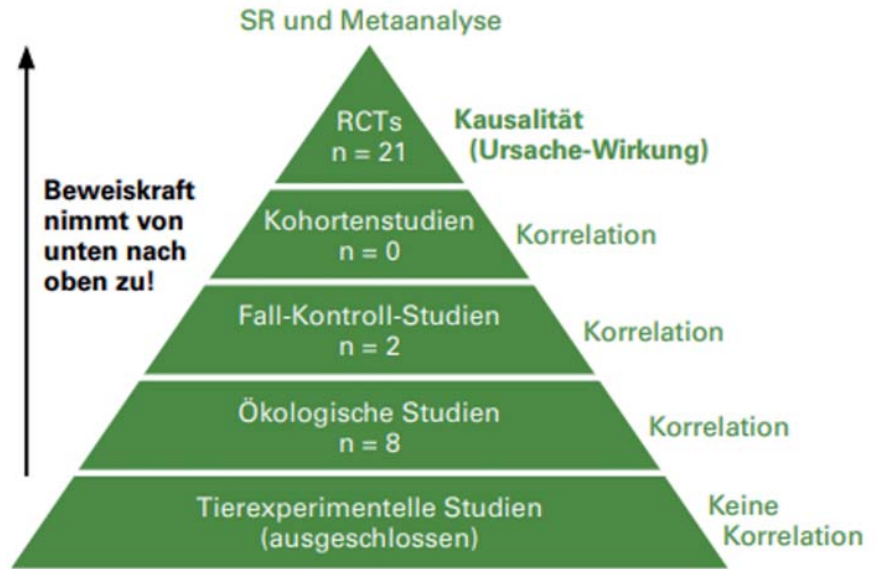 SR und Metaanalyse
RCTs
n = 21
Kausalität
(Ursache-Wirkung)
Beweiskraft
nimmt von
unten nach
oben zu!
Kohortenstudien
n = 0
Korrelation
Fall-Kontroll-Studien
n = 2
Korrelation
Ökologische Studien
n = 8
Korrelation
Tierexperimentelle Studien
(ausgeschlossen)
Keine
Korrelation